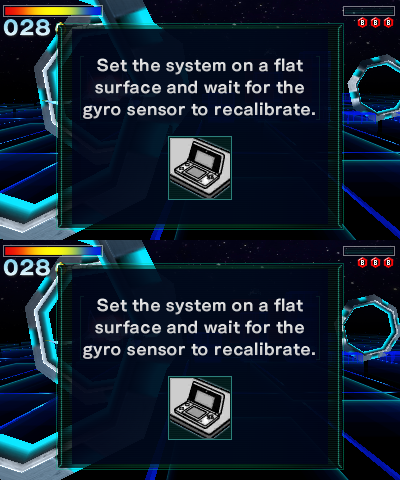 028
B B B
Set the system on a flat
surface and wait for the
gyro sensor to recalibrate.
028
B B B
Set the system on a flat
surface and wait for the
gyro sensor to recalibrate.